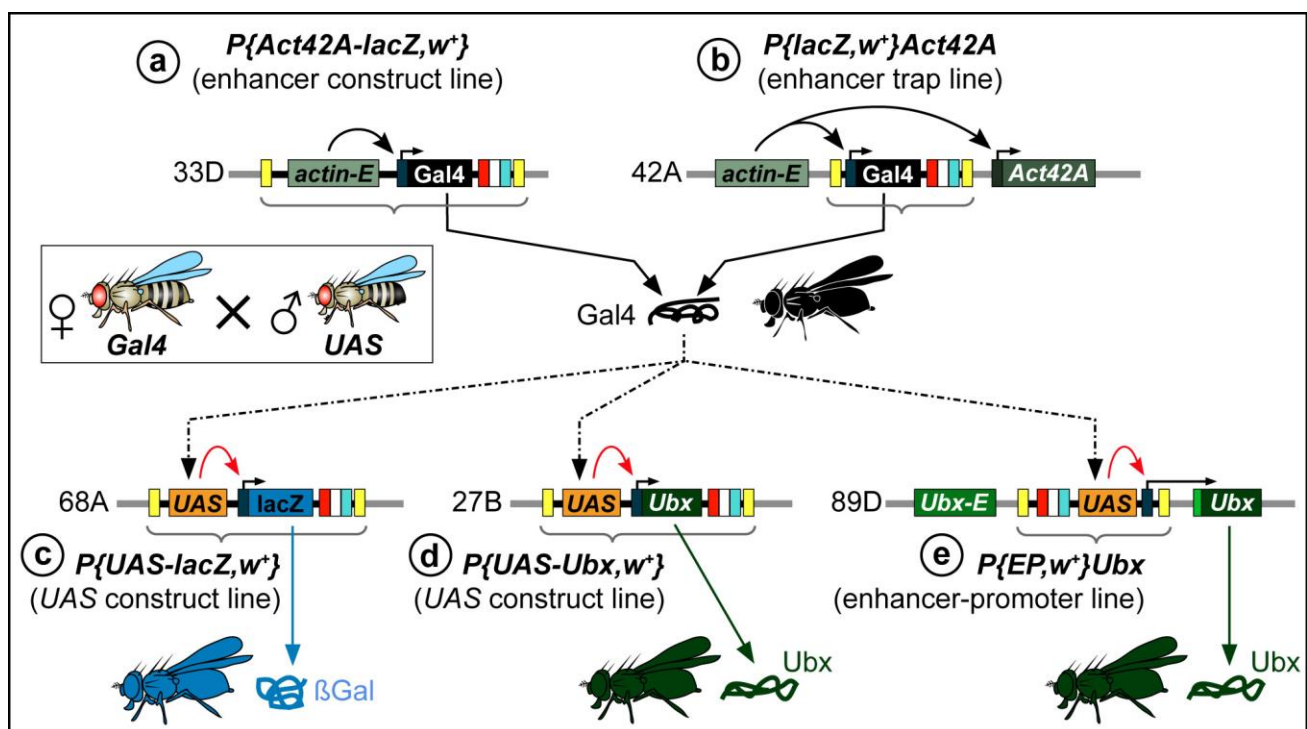 a P{Act42A-lacZ,w⁺}
(enhancer construct line)
b P{lacZ,w⁺}Act42A
(enhancer trap line)
33D actin-E Gal4
42A actin-E Gal4 Act42A
♀ Gal4 × ♂ UAS
Gal4
68A UAS lacZ
27B UAS Ubx
89D Ubx-E UAS Ubx
c P{UAS-lacZ,w⁺}
(UAS construct line)
d P{UAS-Ubx,w⁺}
(UAS construct line)
e P{EP,w⁺}Ubx
(enhancer-promoter line)
ßGal
Ubx
Ubx